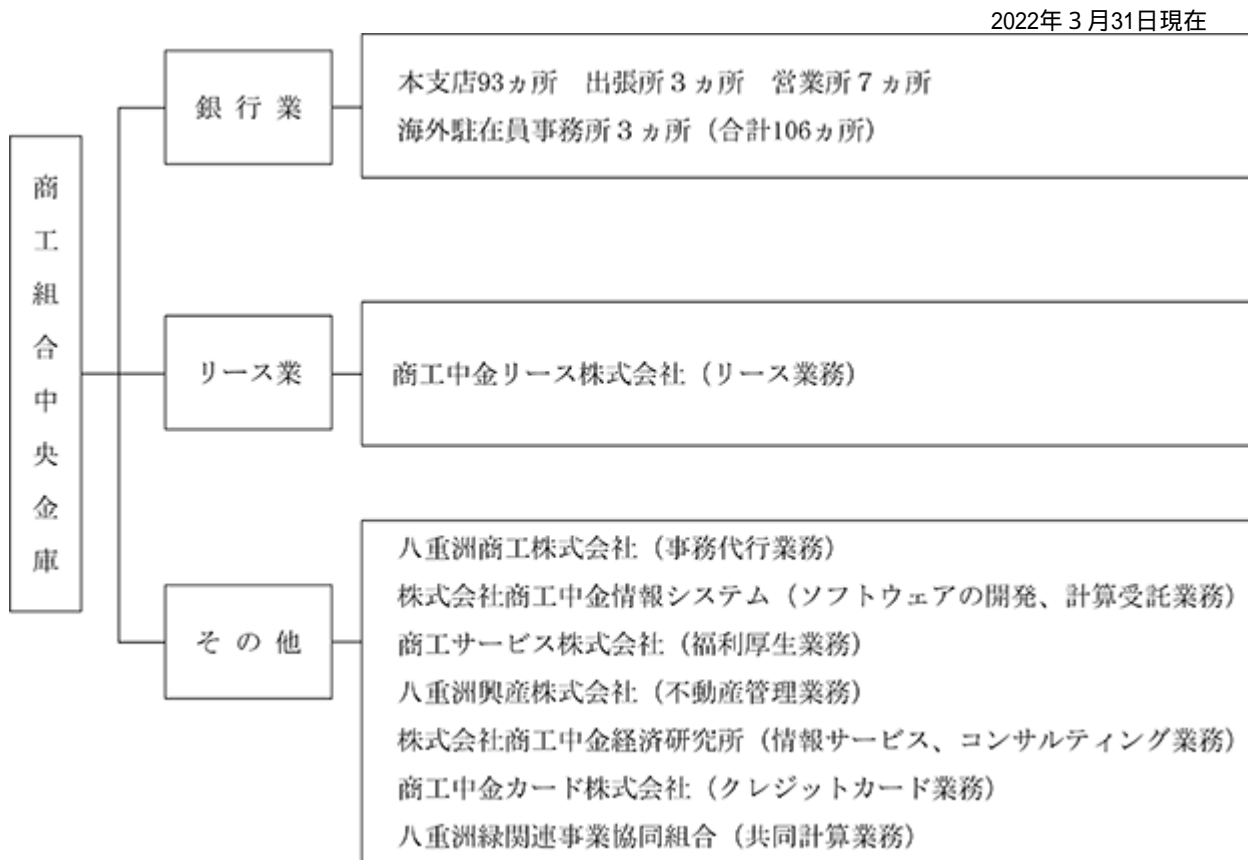 2022年３月31日現在
商工組合中央金庫
銀行業
本支店93ヵ所　出張所３ヵ所　営業所７ヵ所
海外駐在員事務所３ヵ所（合計106ヵ所）
リース業
商工中金リース株式会社（リース業務）
その他
八重洲商工株式会社（事務代行業務）
株式会社商工中金情報システム（ソフトウェアの開発、計算受託業務）
商工サービス株式会社（福利厚生業務）
八重洲興産株式会社（不動産管理業務）
株式会社商工中金経済研究所（情報サービス、コンサルティング業務）
商工中金カード株式会社（クレジットカード業務）
八重洲緑関連事業協同組合（共同計算業務）